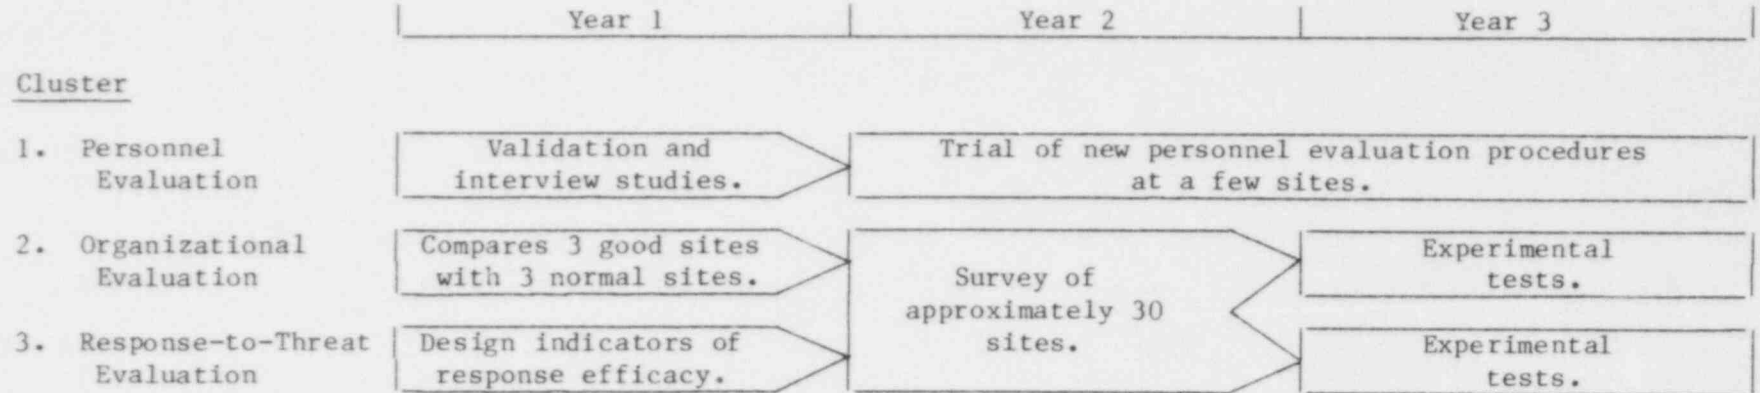 Year 1 Year 2 Year 3
Cluster
1. Personnel
Evaluation
Validation and
interview studies.
Trial of new personnel evaluation procedures
at a few sites.
2. Organizational
Evaluation
Compares 3 good sites
with 3 normal sites.
Survey of
approximately 30
sites.
Experimental
tests.
3. Response-to-Threat
Evaluation
Design indicators of
response efficacy.
Experimental
tests.